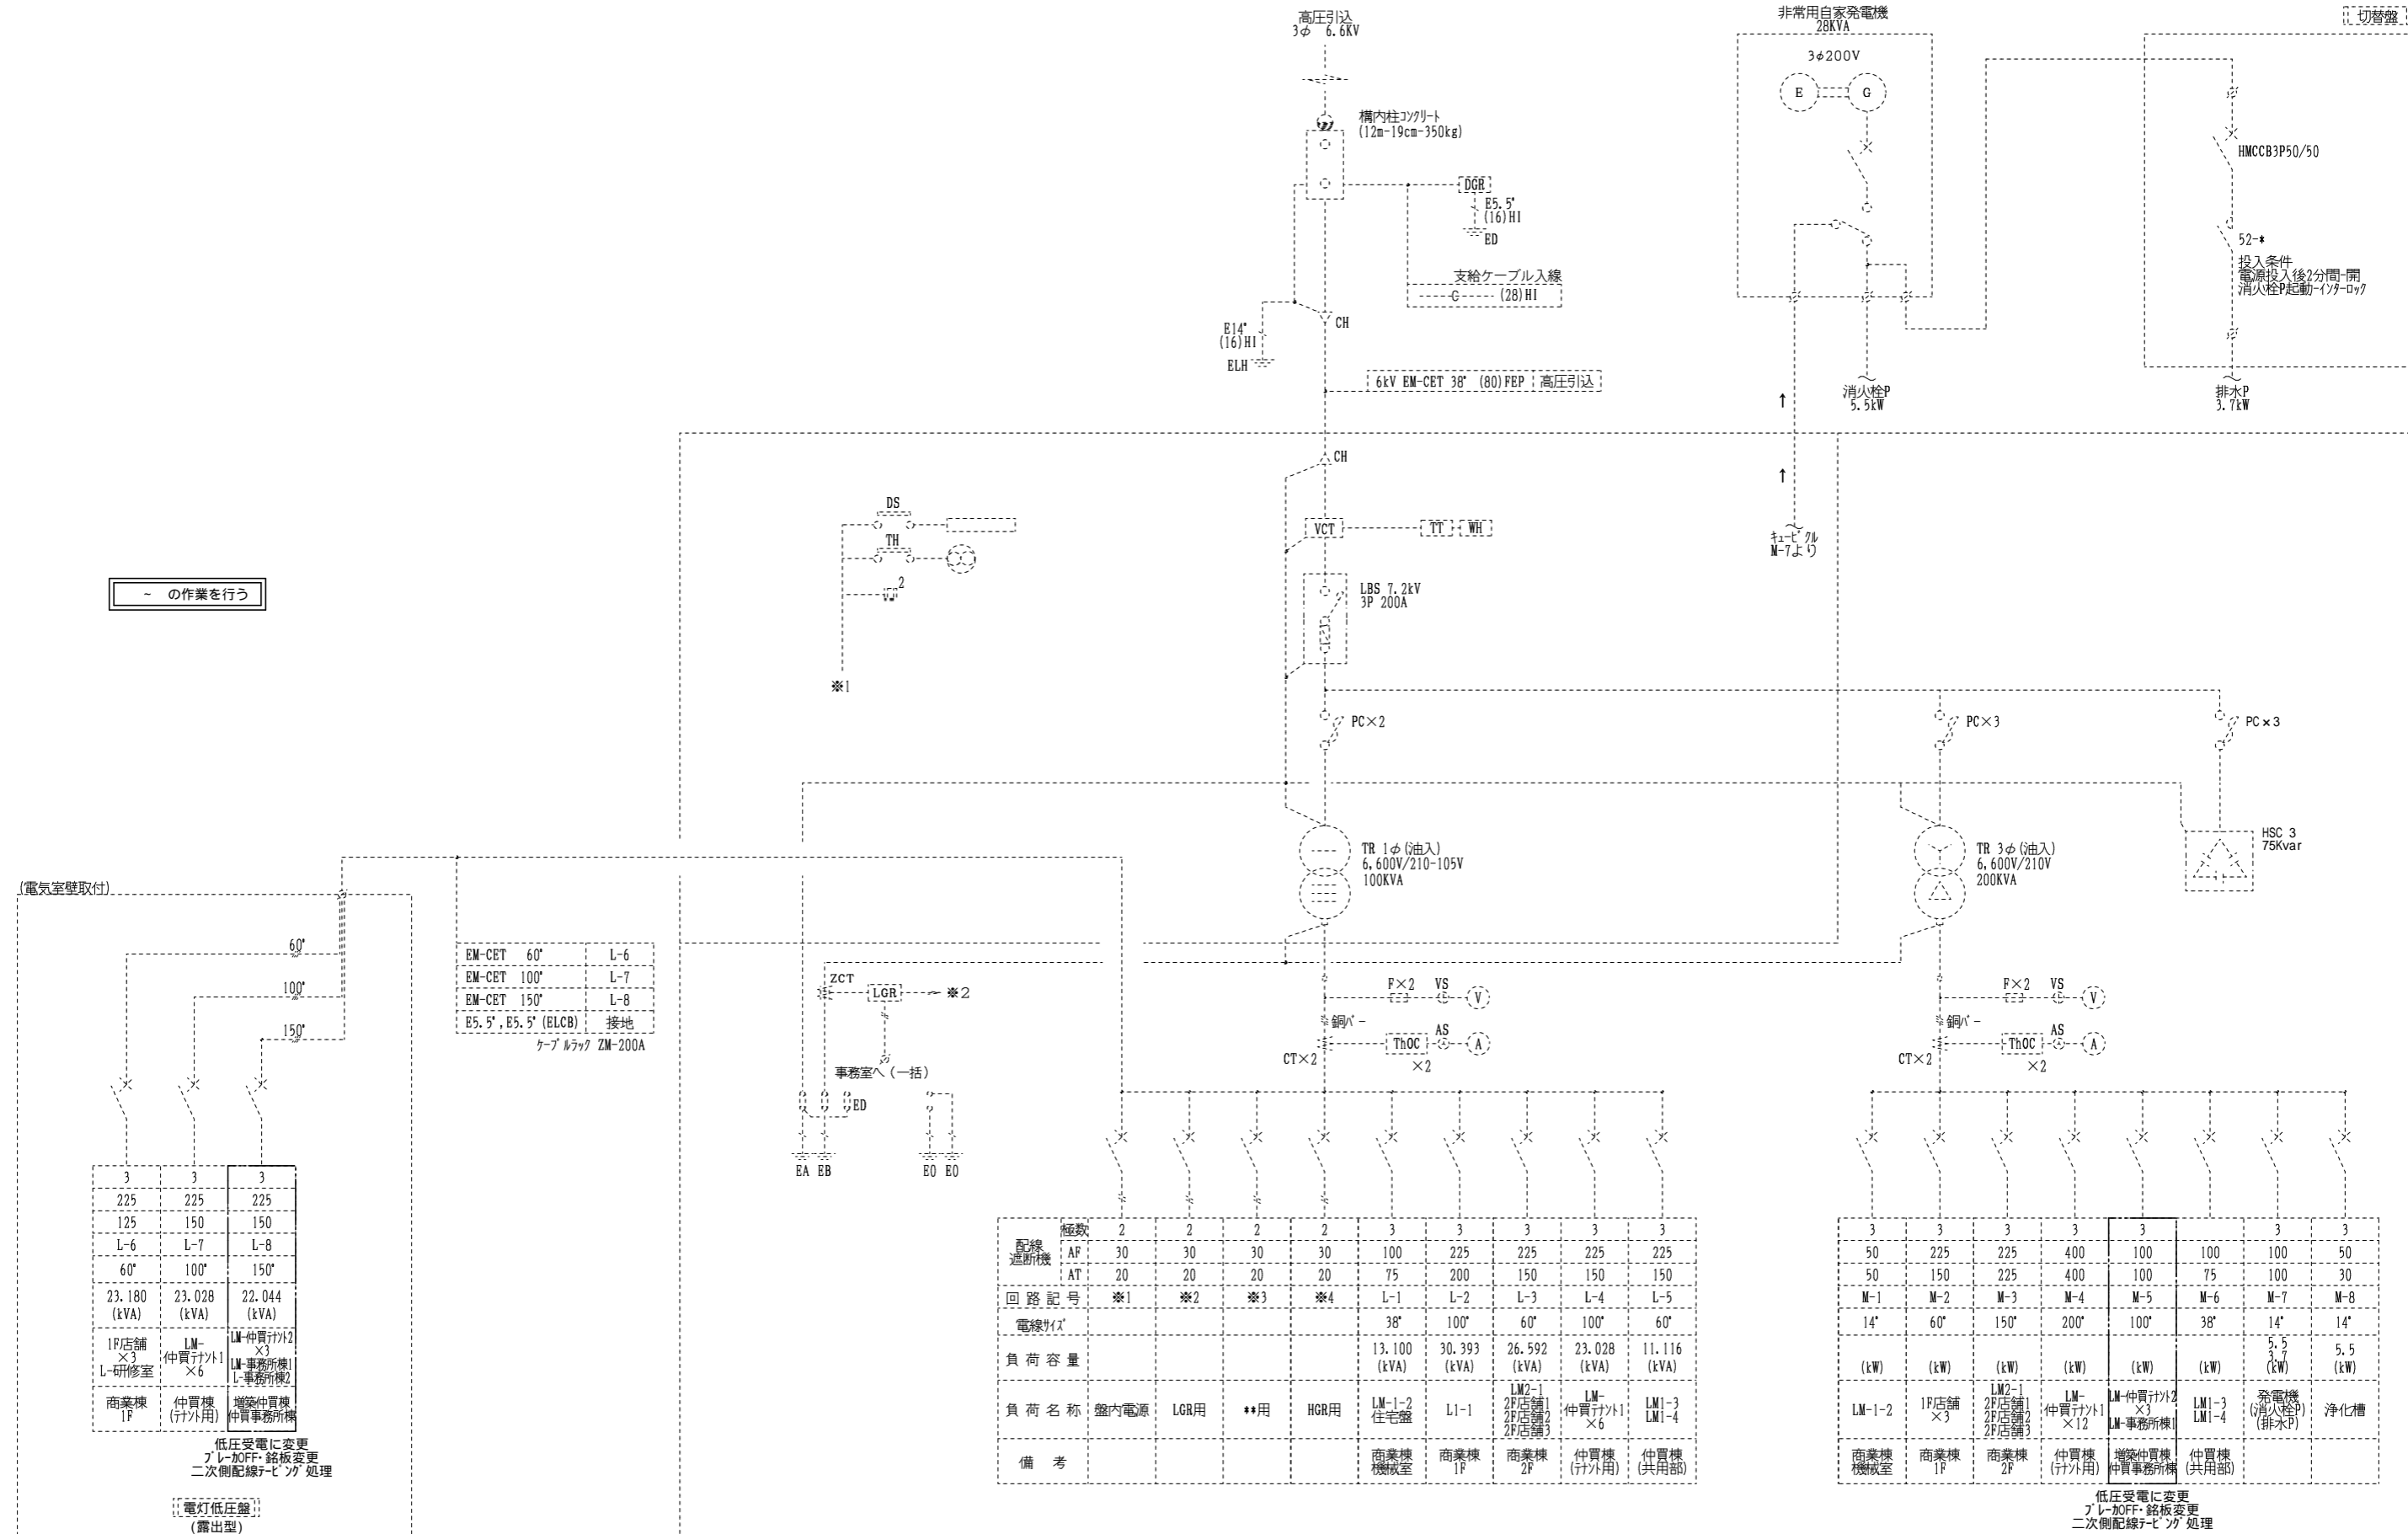 高圧引込
3φ 6.6KV
構内柱コンクリート
(12m-19cm-350kg)
DGR
E5.5°
(16)HI
ED
支給ケーブル入線
C (28)HI
CH
E14°
(16)HI
ELH
6kV EM-CET 38° (80)FEP 高圧引込
非常用自家発電機
28KVA
3φ200V
E G
消火栓P
5.5kW
↑
↑
キュービクル
M-7より
切替盤
HMCCB3P50/50
52-*
投入条件
電源投入後2分間-開
消火栓P起動-インターロック
排水P
3.7kW
CH
VCT TT WH
LBS 7.2kV
3P 200A
DS
TH
2
※1
~ の作業を行う
PC×2
PC×3
PC×3
TR 1φ(油入)
6,600V/210-105V
100KVA
TR 3φ(油入)
6,600V/210V
200KVA
HSC 3
75Kvar
(電気室壁取付)
60°
100°
150°
EM-CET 60° L-6
EM-CET 100° L-7
EM-CET 150° L-8
E5.5°,E5.5°(ELCB) 接地
ケーブルラック ZM-200A
ZCT
LGR ※2
事務室へ(一括)
ED
EA EB EO EO
F×2 VS V
銅バー
AS
ThOC A
CT×2 ×2
F×2 VS V
銅バー
AS
ThOC A
CT×2 ×2
3 3 3
225 225 225
125 150 150
L-6 L-7 L-8
60° 100° 150°
23.180 23.028 22.044
(kVA) (kVA) (kVA)
1F店舗 ×3 L-研修室
LM-仲買テナント1 ×6
LM-仲買テナント2 ×3 LM-事務所棟1 L-事務所棟2
商業棟 1F
仲買棟 (テナント用)
増築仲買棟 仲買事務所棟
低圧受電に変更
ブレーカOFF・銘板変更
二次側配線テーピング処理
電灯低圧盤
(露出型)
配線遮断機
極数 2 2 2 2 3 3 3 3 3
AF 30 30 30 30 100 225 225 225 225
AT 20 20 20 20 75 200 150 150 150
回路記号 ※1 ※2 ※3 ※4 L-1 L-2 L-3 L-4 L-5
電線サイズ 38° 100° 60° 100° 60°
負荷容量 13.100 30.393 26.592 23.028 11.116
(kVA) (kVA) (kVA) (kVA) (kVA)
負荷名称 盤内電源 LGR用 **用 HGR用
LM-1-2 住宅盤
L1-1
LM2-1 2F店舗1 2F店舗2 2F店舗3
LM-仲買テナント1 ×6
LM1-3 LM1-4
備考
商業棟 機械室
商業棟 1F
商業棟 2F
仲買棟 (テナント用)
仲買棟 (共用部)
3 3 3 3 3 3 3
50 225 225 400 100 100 100 50
50 150 225 400 100 75 100 30
M-1 M-2 M-3 M-4 M-5 M-6 M-7 M-8
14° 60° 150° 200° 100° 38° 14° 14°
5.5
3.7 5.5
(kW) (kW) (kW) (kW) (kW) (kW) (kW) (kW)
LM-1-2
1F店舗 ×3
LM2-1 2F店舗1 2F店舗2 2F店舗3
LM-仲買テナント1 ×12
LM-仲買テナント2 ×3 LM-事務所棟1
LM1-3 LM1-4
発電機 (消火栓P) (排水P)
浄化槽
商業棟 機械室
商業棟 1F
商業棟 2F
仲買棟 (テナント用)
増築仲買棟 仲買事務所棟
仲買棟 (共用部)
低圧受電に変更
ブレーカOFF・銘板変更
二次側配線テーピング処理